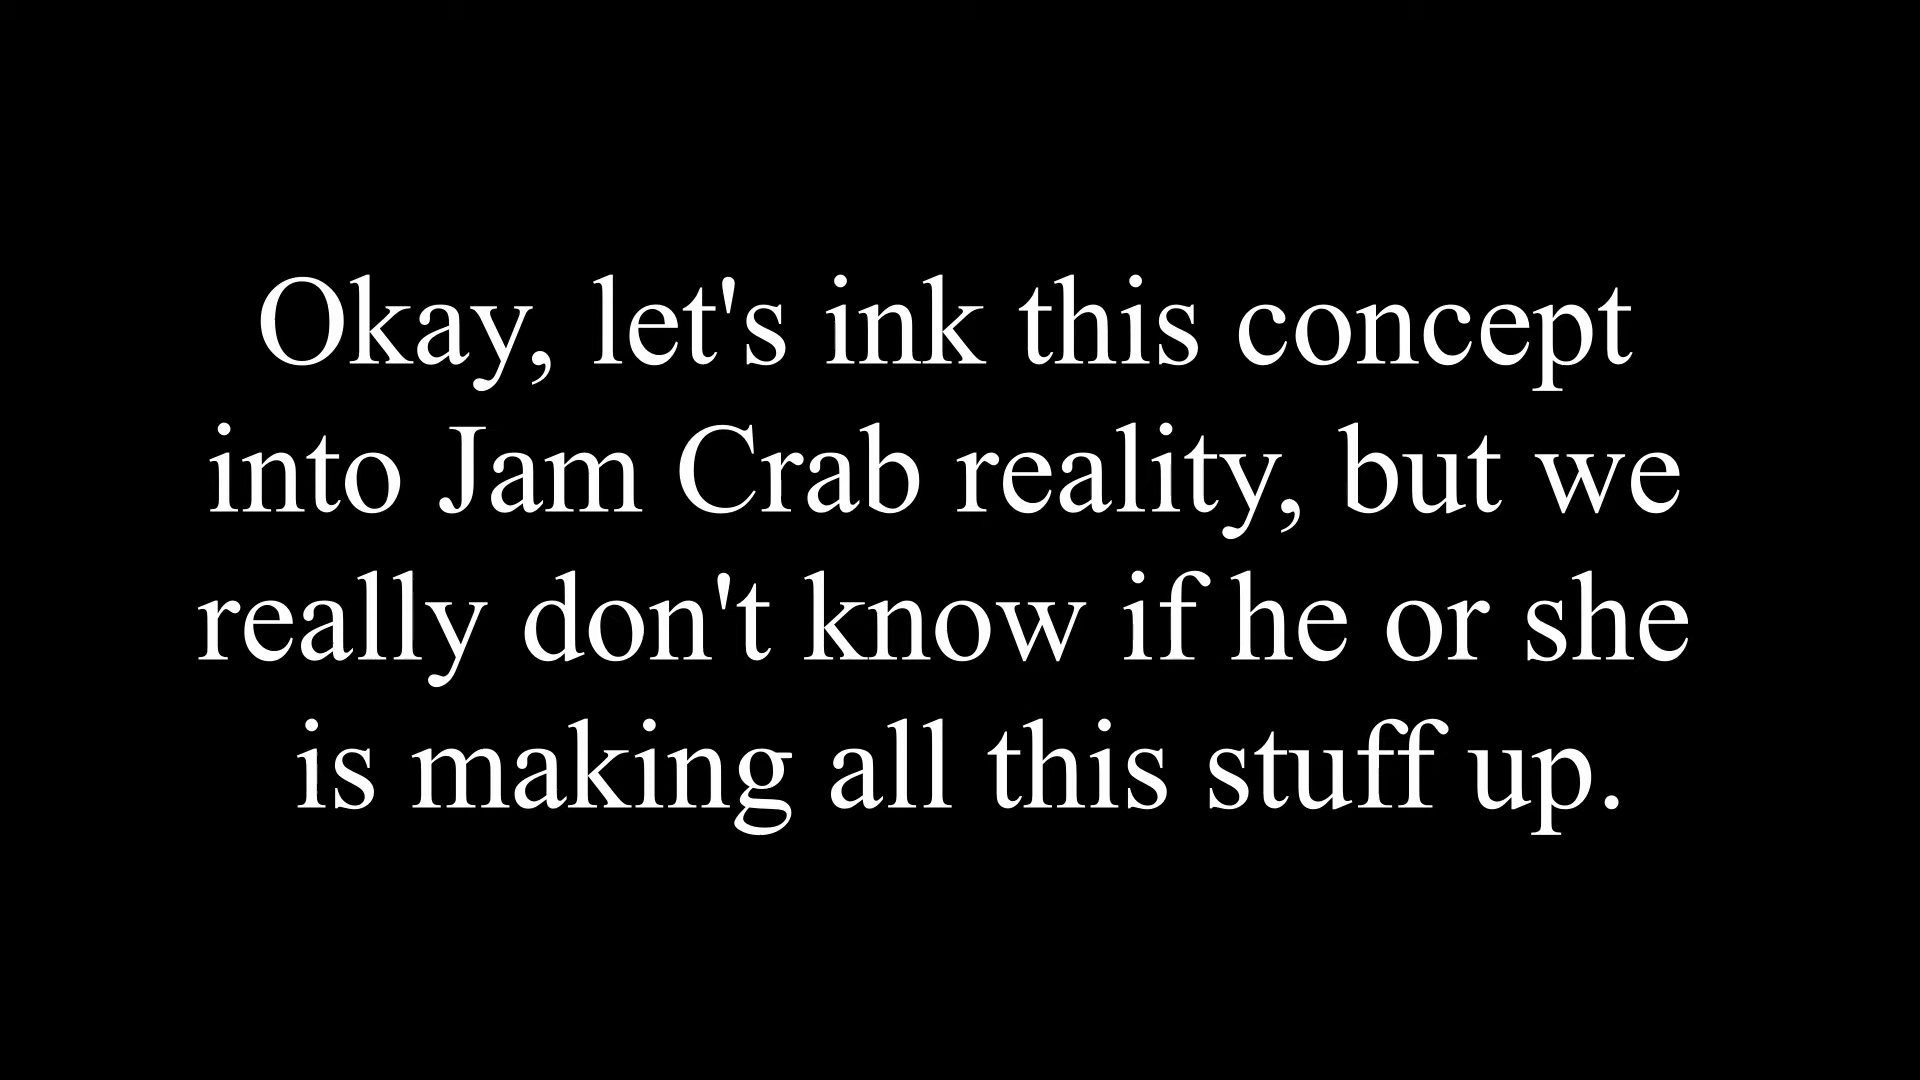 Okay, let's ink this concept
into Jam Crab reality, but we
really don't know if he or she
is making all this stuff up.